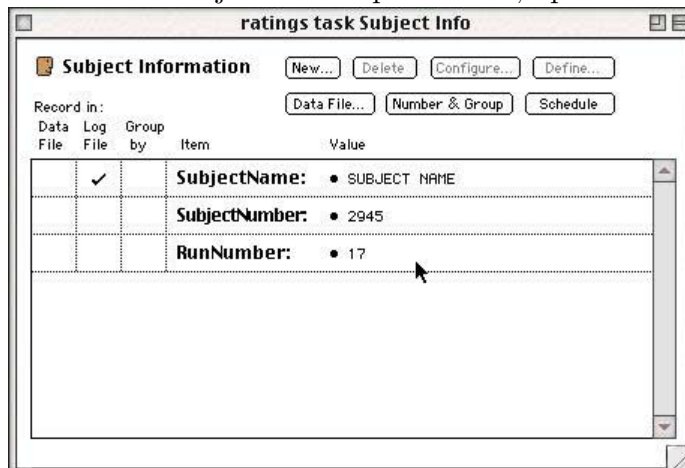 ratings task Subject Info
Subject Information New... Delete Configure... Define...
Record in: Data File... Number & Group Schedule
Data Log Group
File File by Item Value
SubjectName: • SUBJECT NAME
SubjectNumber: • 2945
RunNumber: • 17